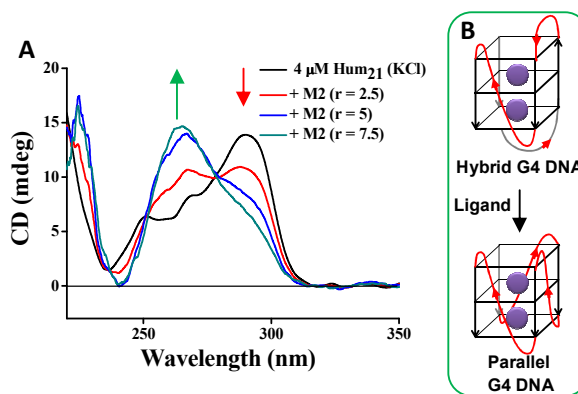 A
4 µM Hum21 (KCl)
+ M2 (r = 2.5)
+ M2 (r = 5)
+ M2 (r = 7.5)
20
15
10
5
0
CD (mdeg)
250
300
350
Wavelength (nm)
B
Hybrid G4 DNA
Ligand
Parallel
G4 DNA